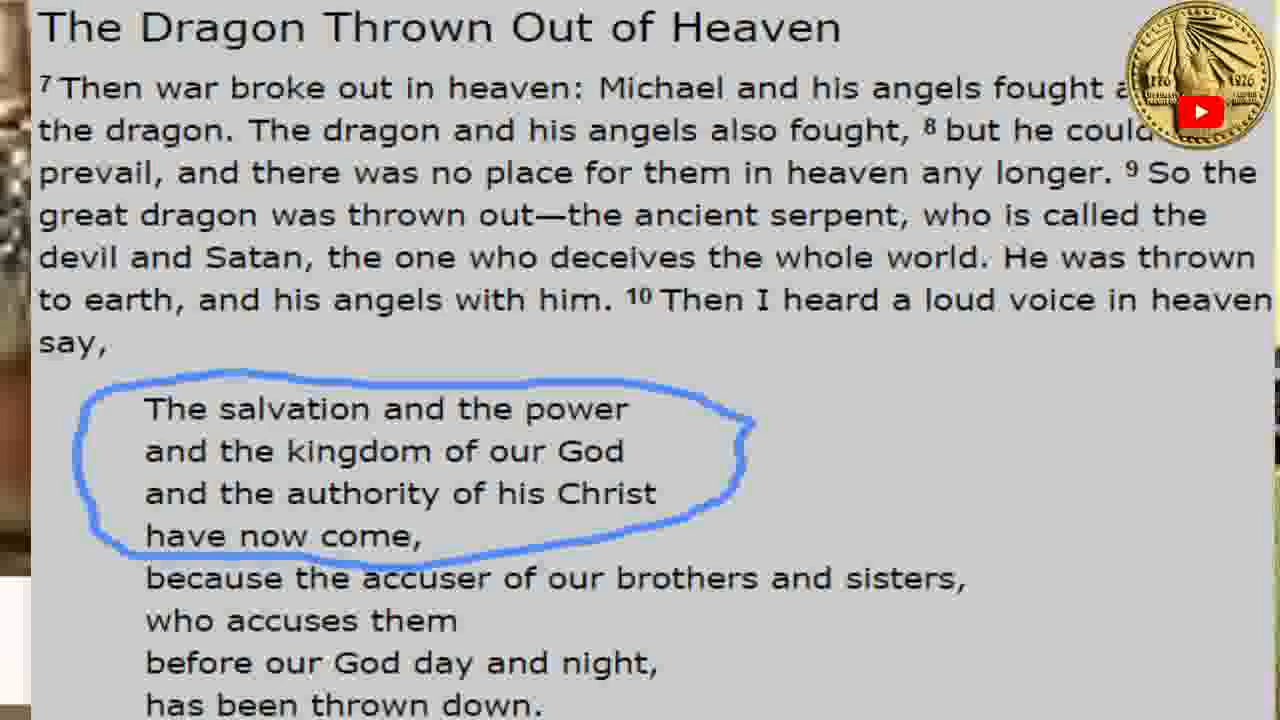 The Dragon Thrown Out of Heaven
7 Then war broke out in heaven: Michael and his angels fought
the dragon. The dragon and his angels also fought, 8 but he could
prevail, and there was no place for them in heaven any longer. 9 So the
great dragon was thrown out—the ancient serpent, who is called the
devil and Satan, the one who deceives the whole world. He was thrown
to earth, and his angels with him. 10 Then I heard a loud voice in heaven
say,
The salvation and the power
and the kingdom of our God
and the authority of his Christ
have now come,
because the accuser of our brothers and sisters,
who accuses them
before our God day and night,
has been thrown down.
1926